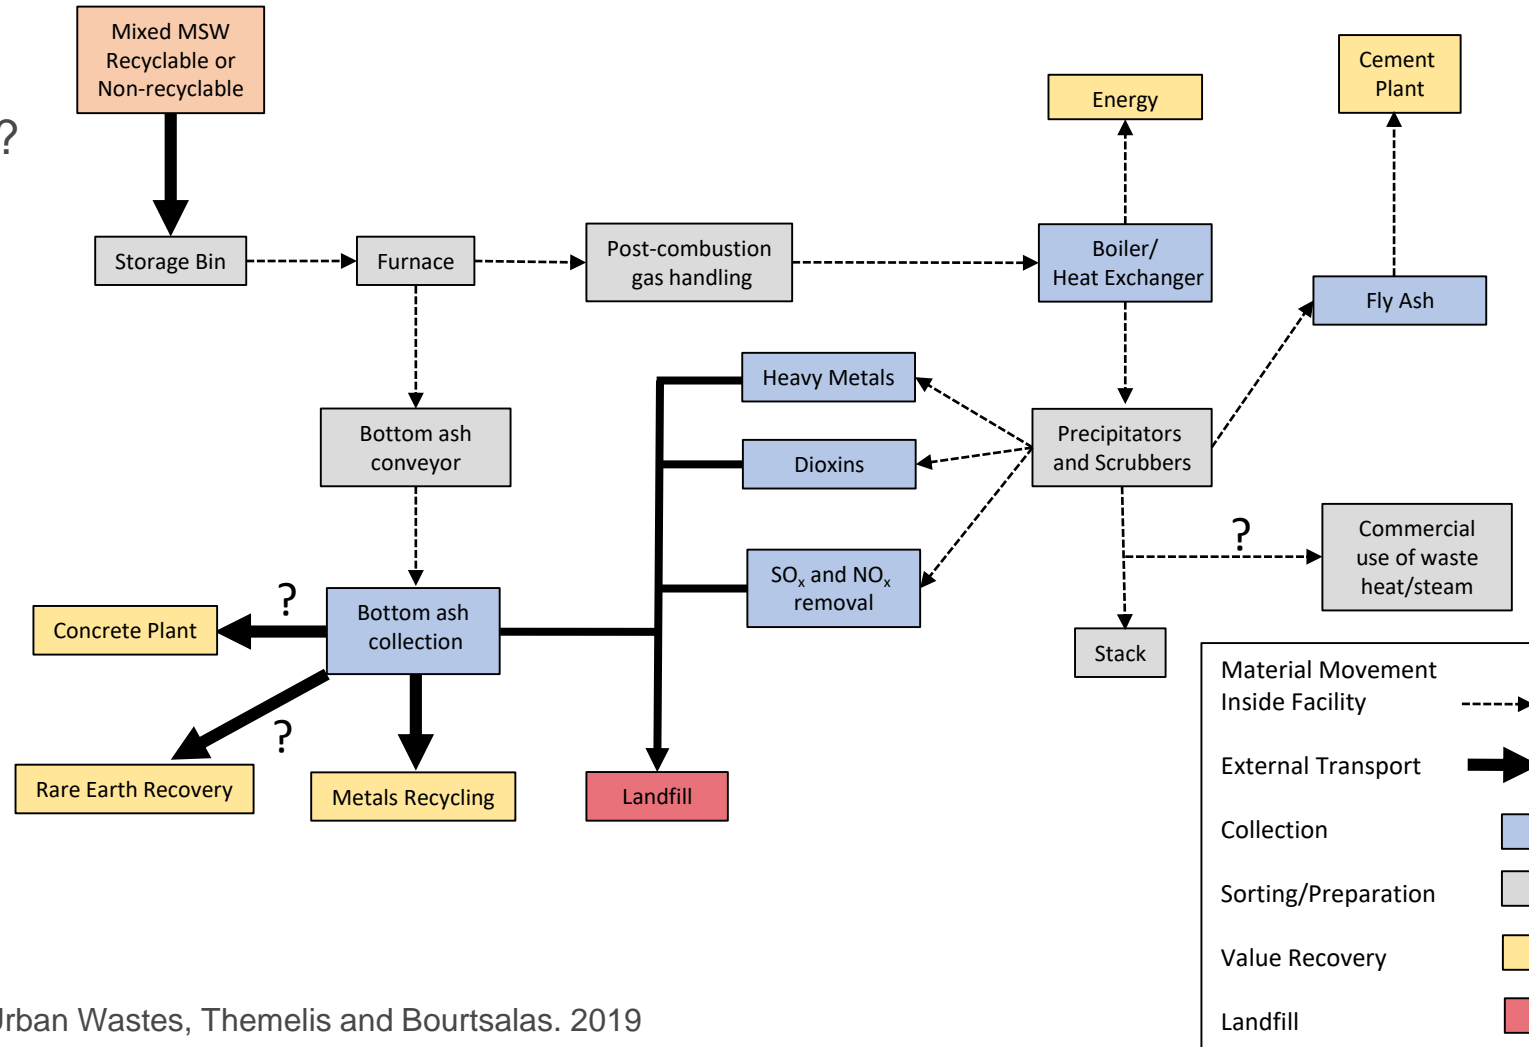 Mixed MSW
Recyclable or
Non-recyclable
?
Energy
Cement
Plant
Storage Bin
Furnace
Post-combustion
gas handling
Boiler/
Heat Exchanger
Fly Ash
Heavy Metals
Bottom ash
conveyor
Dioxins
Precipitators
and Scrubbers
?
Commercial
use of waste
heat/steam
SOx and NOx
removal
?
Concrete Plant
Bottom ash
collection
Stack
?
Rare Earth Recovery
Metals Recycling
Landfill
Material Movement
Inside Facility
External Transport
Collection
Sorting/Preparation
Value Recovery
Landfill
Urban Wastes, Themelis and Bourtsalas. 2019